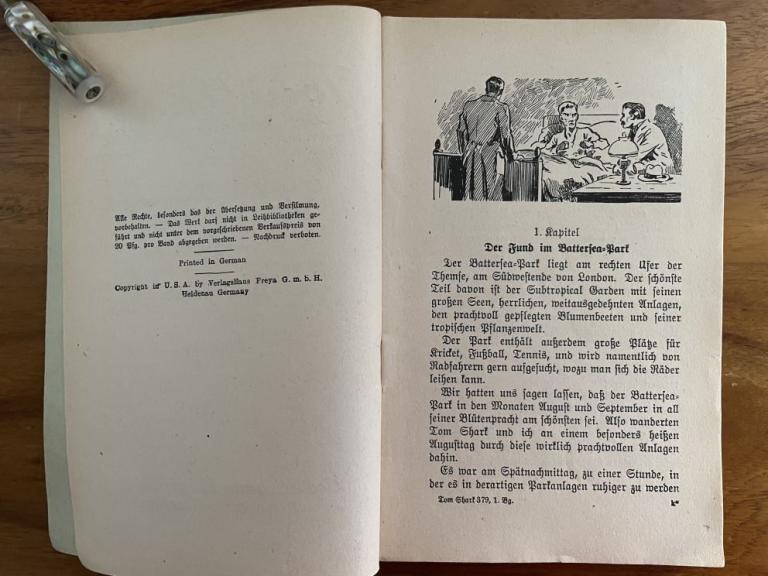 Alle Rechte, besonders das der Übersetzung und Verfilmung,
vorbehalten. — Das Werk darf nicht in Leihbibliotheken ge-
führt und nicht unter dem vorgeschriebenen Verkaufspreis von
20 Pfg. pro Band abgegeben werden. — Nachdruck verboten.
Printed in German
Copyright in U. S. A. by Verlagshaus Freya G. m. b. H.
Heidenau Germany
1. Kapitel
Der Fund im Battersea-Park
Der Battersea-Park liegt am rechten Ufer der
Themse, am Südwestende von London. Der schönste
Teil davon ist der Subtropical Garden mit seinen
großen Seen, herrlichen, weitausgedehnten Anlagen,
den prachtvoll gepflegten Blumenbeeten und seiner
tropischen Pflanzenwelt.
Der Park enthält außerdem große Plätze für
Kricket, Fußball, Tennis, und wird namentlich von
Radfahrern gern aufgesucht, wozu man sich die Räder
leihen kann.
Wir hatten uns sagen lassen, daß der Battersea-
Park in den Monaten August und September in all
seiner Blütenpracht am schönsten sei. Also wanderten
Tom Shark und ich an einem besonders heißen
Augusttag durch diese wirklich prachtvollen Anlagen
dahin.
Es war am Spätnachmittag, zu einer Stunde, in
der es in derartigen Parkanlagen ruhiger zu werden
Tom Shark 379, 1. Bg.